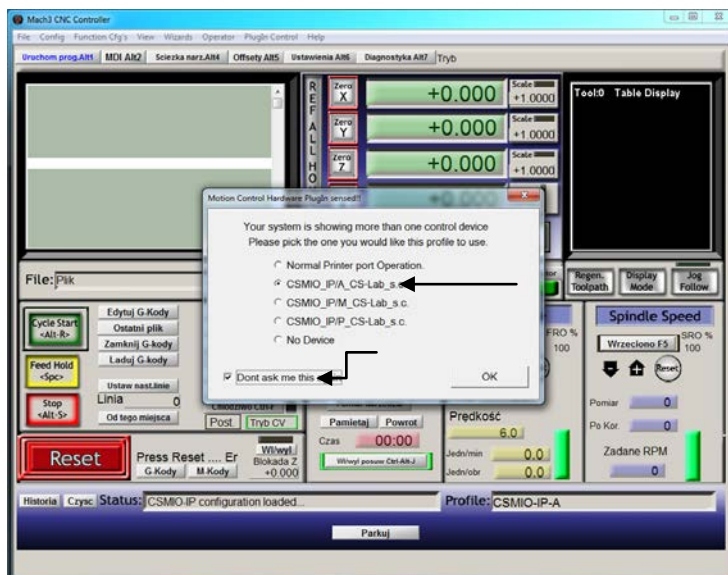 Mach3 CNC Controller
File Config Function Cfg's View Wizards Operator PlugIn Control Help
Uruchom prog.Alt1 MDI Alt2 Sciezka narz.Alt4 Offsety Alt5 Ustawienia Alt6 Diagnostyka Alt7 Tryb
REF ALL HO
Zero X +0.000 Scale +1.0000
Zero Y +0.000 Scale +1.0000
Zero Z +0.000 Scale +1.0000
Tool:0 Table Display
Motion Control Hardware PlugIn sensed!!
Your system is showing more than one control device
Please pick the one you would like this profile to use.
Normal Printer port Operation.
CSMIO_IP/A_CS-Lab_s.c.
CSMIO_IP/M_CS-Lab_s.c.
CSMIO_IP/P_CS-Lab_s.c.
No Device
Dont ask me this
OK
File: Plik
Regen. Toolpath
Display Mode
Jog Follow
Cycle Start <Alt-R>
Feed Hold <Spc>
Stop <Alt-S>
Edytuj G-Kody
Ostatni plik
Zamknij G-kody
Laduj G-kody
Ustaw nast.linie
Linia 0
Od tego miejsca
Post Tryb CV
Reset
Press Reset .... Er
G-Kody M-Kody
Wl/wyl
Blokada Z
+0.000
Pamietaj Powrot
Czas 00:00
Wl/wyl posuw Ctrl-Alt-J
FRO %
100
Prędkość
6.0
Jedn/min 0.0
Jedn/obr 0.0
Spindle Speed
Wrzeciono F5
SRO %
100
Reset
Pomiar 0
Po Kor. 0
Zadane RPM
0
Historia Czysc Status: CSMIO-IP configuration loaded...
Profile: CSMIO-IP-A
Parkuj